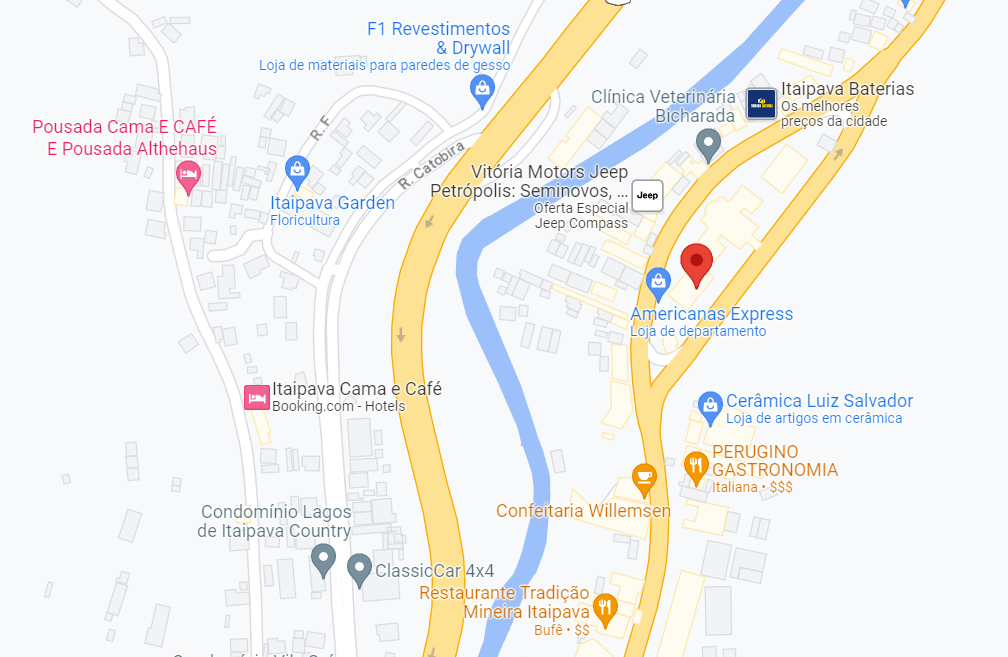 F1 Revestimentos
& Drywall
Loja de materiais para paredes de gesso
Itaipava Baterias
Os melhores
preços da cidade
Clínica Veterinária
Bicharada
Pousada Cama E CAFÉ
E Pousada Althehaus
R. F
R. Catobira
Vitória Motors Jeep
Petrópolis: Seminovos, ...
Oferta Especial
Jeep Compass
Jeep
Itaipava Garden
Floricultura
Americanas Express
Loja de departamento
Itaipava Cama e Café
Booking.com - Hotels
Cerâmica Luiz Salvador
Loja de artigos em cerâmica
PERUGINO
GASTRONOMIA
Italiana • $$$
Confeitaria Willemsen
Condomínio Lagos
de Itaipava Country
ClassicCar 4x4
Restaurante Tradição
Mineira Itaipava
Bufê • $$